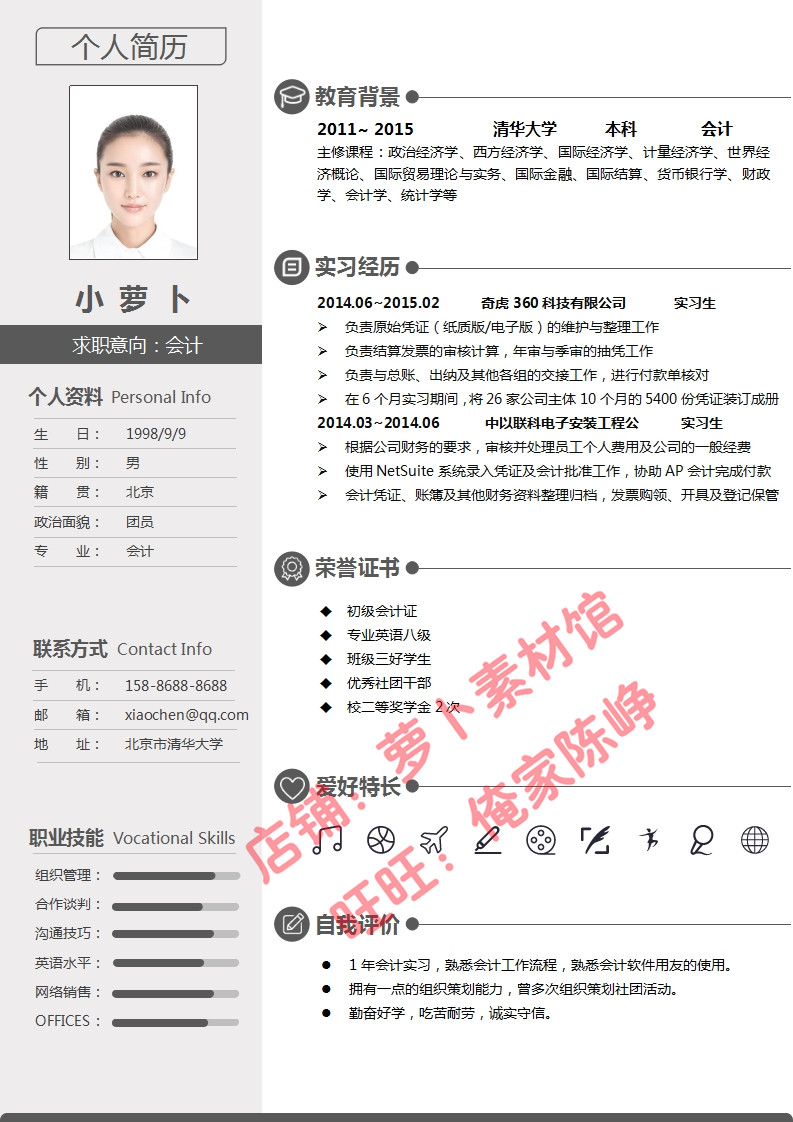 个人简历
小 萝 卜
求职意向：会计
个人资料 Personal Info
生 日： 1998/9/9
性 别： 男
籍 贯： 北京
政治面貌： 团员
专 业： 会计
联系方式 Contact Info
手 机： 158-8688-8688
邮 箱： xiaochen@qq.com
地 址： 北京市清华大学
职业技能 Vocational Skills
组织管理：
合作谈判：
沟通技巧：
英语水平：
网络销售：
OFFICES：
教育背景
2011~ 2015 清华大学 本科 会计
主修课程：政治经济学、西方经济学、国际经济学、计量经济学、世界经
济概论、国际贸易理论与实务、国际金融、国际结算、货币银行学、财政
学、会计学、统计学等
实习经历
2014.06~2015.02 奇虎 360 科技有限公司 实习生
➢ 负责原始凭证（纸质版/电子版）的维护与整理工作
➢ 负责结算发票的审核计算，年审与季审的抽凭工作
➢ 负责与总账、出纳及其他各组的交接工作，进行付款单核对
➢ 在 6 个月实习期间，将 26 家公司主体 10 个月的 5400 份凭证装订成册
2014.03~2014.06 中以联科电子安装工程公 实习生
➢ 根据公司财务的要求，审核并处理员工个人费用及公司的一般经费
➢ 使用 NetSuite 系统录入凭证及会计批准工作，协助 AP 会计完成付款
➢ 会计凭证、账簿及其他财务资料整理归档，发票购领、开具及登记保管
荣誉证书
◆ 初级会计证
◆ 专业英语八级
◆ 班级三好学生
◆ 优秀社团干部
◆ 校二等奖学金 2 次
爱好特长
自我评价
● 1 年会计实习，熟悉会计工作流程，熟悉会计软件用友的使用。
● 拥有一点的组织策划能力，曾多次组织策划社团活动。
● 勤奋好学，吃苦耐劳，诚实守信。
店铺：萝卜素材馆
旺旺：俺家陈峥